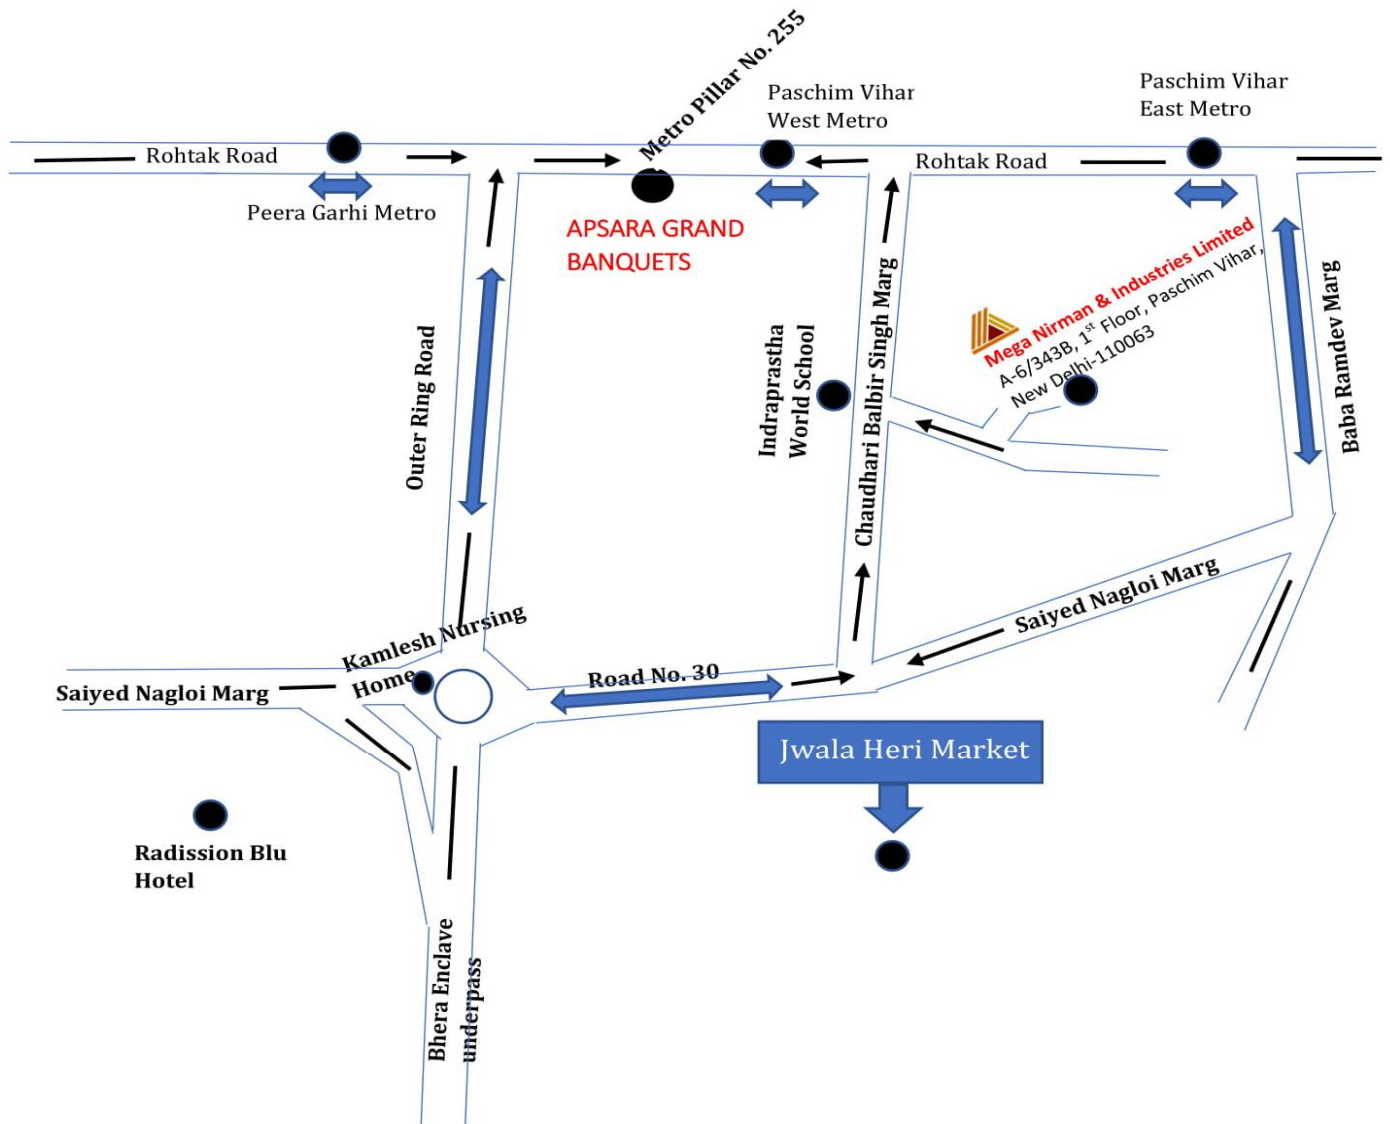 Metro Pillar No. 255
Paschim Vihar
West Metro
Paschim Vihar
East Metro
Rohtak Road
Rohtak Road
Peera Garhi Metro
APSARA GRAND
BANQUETS
Mega Nirman & Industries Limited
A-6/343B, 1st Floor, Paschim Vihar,
New Delhi-110063
Outer Ring Road
Indraprastha
World School
Chaudhari Balbir Singh Marg
Baba Ramdev Marg
Saiyed Nagloi Marg
Kamlesh Nursing
Home
Saiyed Nagloi Marg
Road No. 30
Jwala Heri Market
Radission Blu
Hotel
Bhera Enclave
underpass